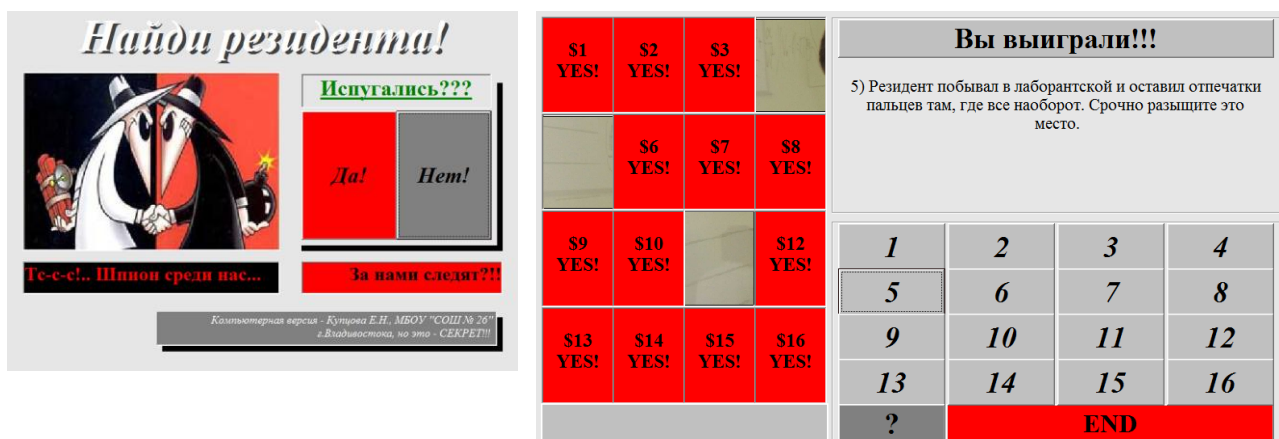 Найди резидента!
Испугались???
Да!
Нет!
Тс-с-с!.. Шпион среди нас...
За нами следят?!!
Компьютерная версия - Купцова Е.Н., МБОУ "СОШ № 26"
г.Владивостока, но это - СЕКРЕТ!!!
$1 YES!
$2 YES!
$3 YES!
$6 YES!
$7 YES!
$8 YES!
$9 YES!
$10 YES!
$12 YES!
$13 YES!
$14 YES!
$15 YES!
$16 YES!
Вы выиграли!!!
5) Резидент побывал в лаборантской и оставил отпечатки
пальцев там, где все наоборот. Срочно разыщите это
место.
1 2 3 4
5 6 7 8
9 10 11 12
13 14 15 16
? END